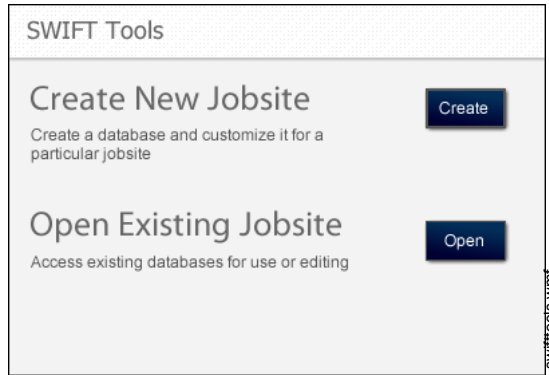 SWIFT Tools
Create New Jobsite
Create
Create a database and customize it for a
particular jobsite
Open Existing Jobsite
Open
Access existing databases for use or editing
swifttools.wmf